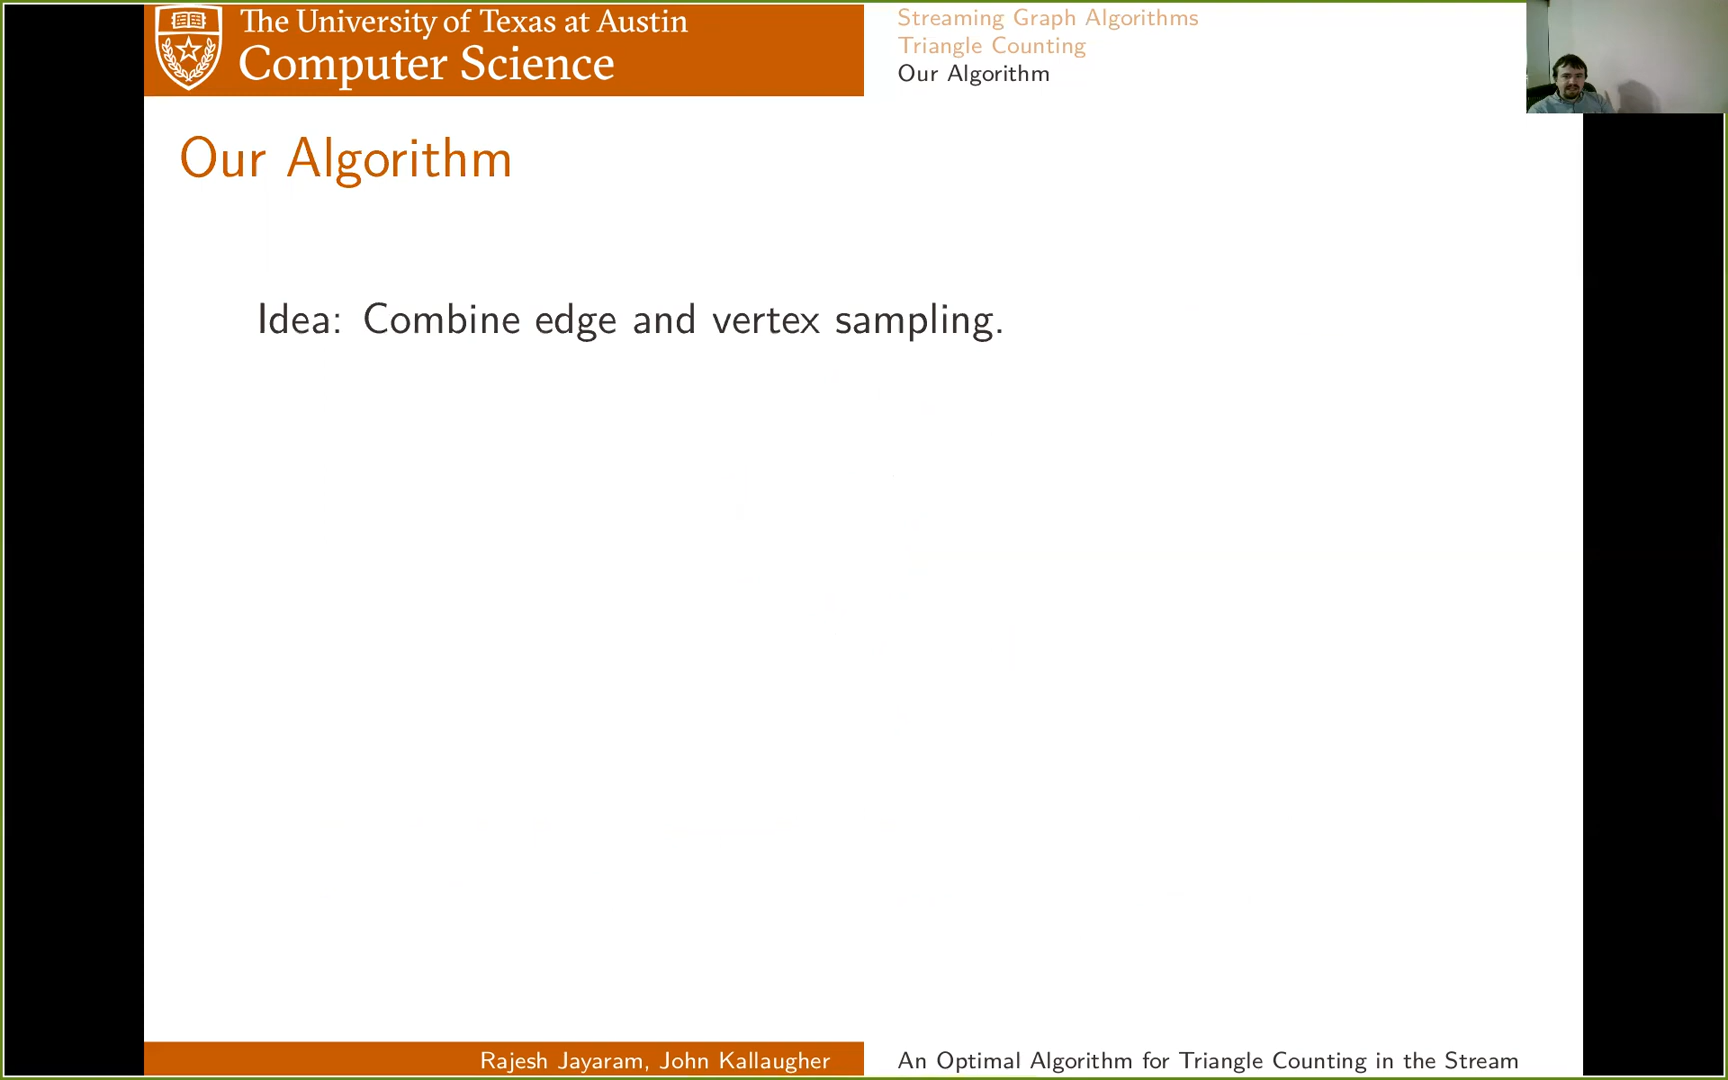 The University of Texas at Austin
Computer Science
Streaming Graph Algorithms
Triangle Counting
Our Algorithm
Our Algorithm
Idea: Combine edge and vertex sampling.
Rajesh Jayaram, John Kallaugher
An Optimal Algorithm for Triangle Counting in the Stream